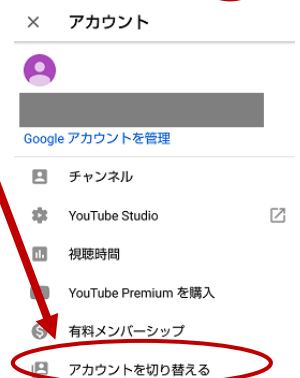 アカウント
Google アカウントを管理
チャンネル
YouTube Studio
視聴時間
YouTube Premium を購入
有料メンバーシップ
アカウントを切り替える